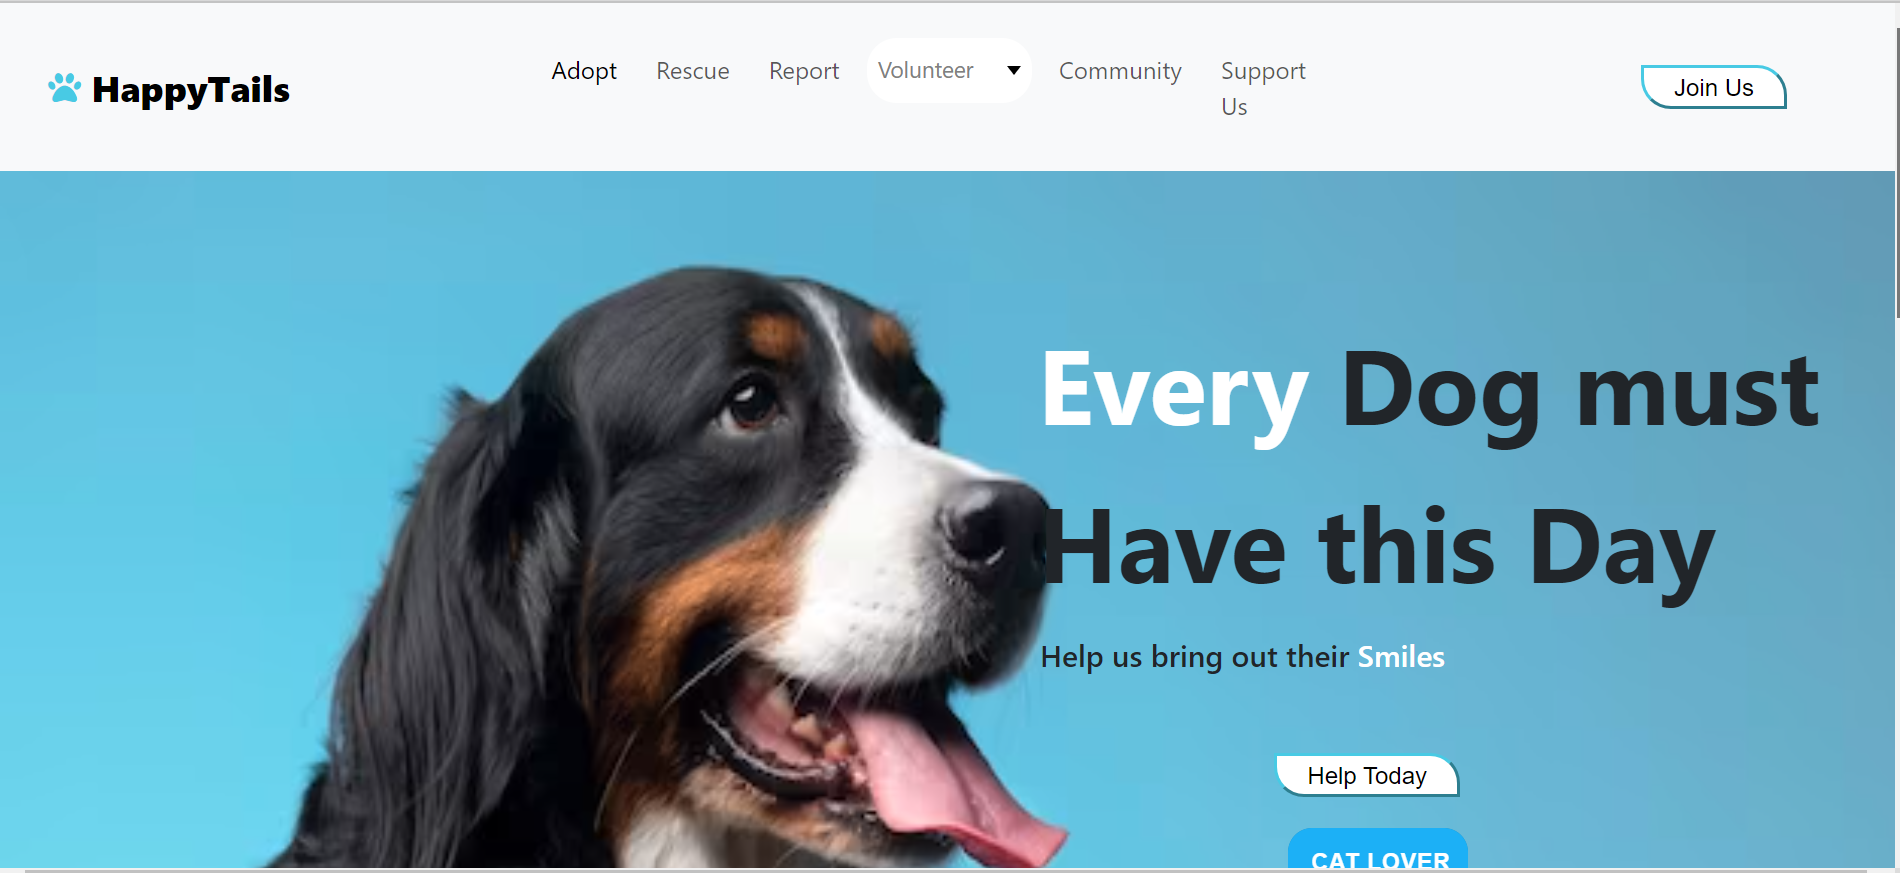 HappyTails
Adopt
Rescue
Report
Volunteer
Community
Support
Us
Join Us
Every Dog must
Have this Day
Help us bring out their Smiles
Help Today
CAT LOVER